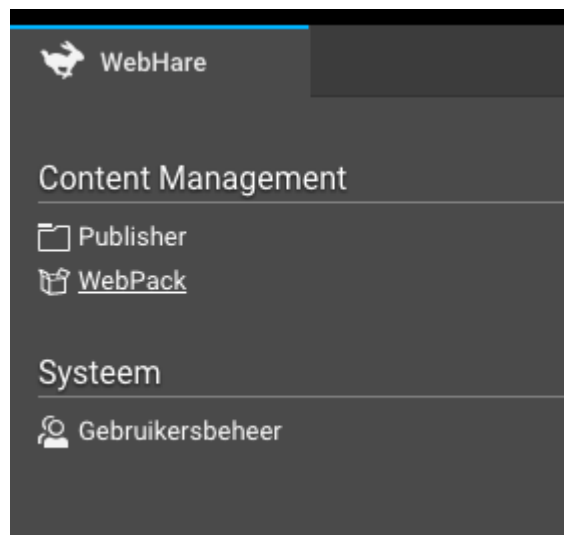 WebHare
Content Management
Publisher
WebPack
Systeem
Gebruikersbeheer